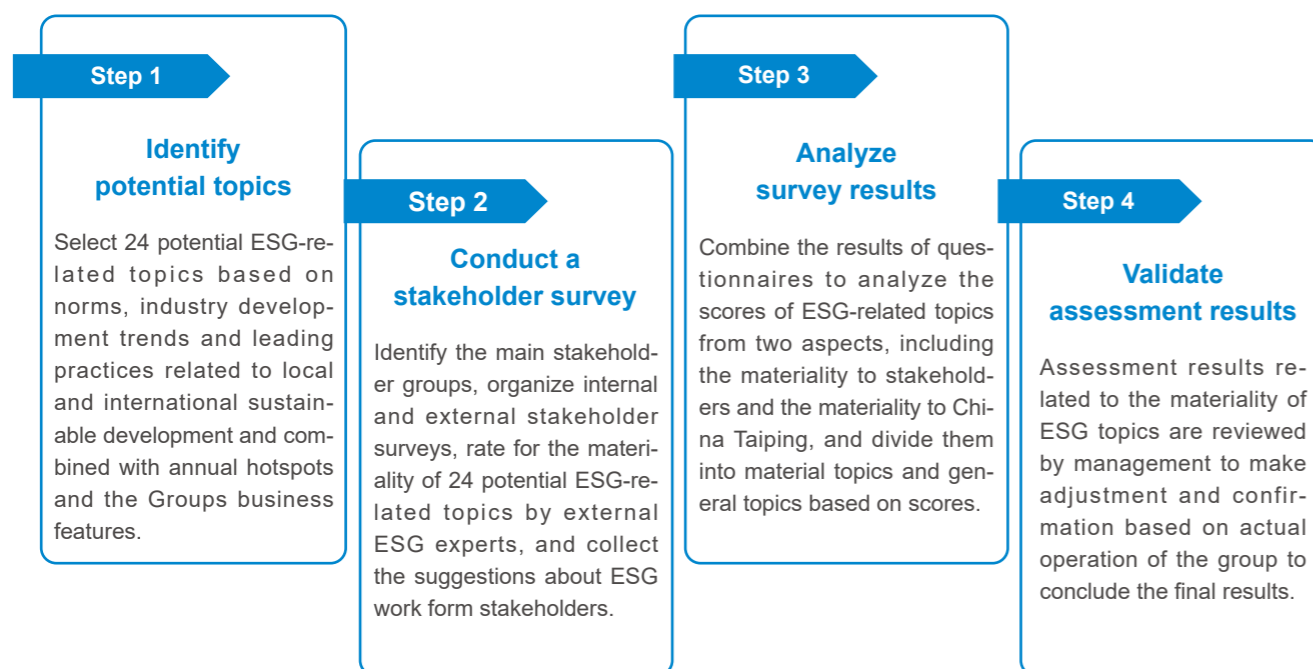 Step 1
Identify
potential topics
Select 24 potential ESG-re-
lated topics based on
norms, industry develop-
ment trends and leading
practices related to local
and international sustain-
able development and com-
bined with annual hotspots
and the Groups business
features.
Step 2
Conduct a
stakeholder survey
Identify the main stakehold-
er groups, organize internal
and external stakeholder
surveys, rate for the materi-
ality of 24 potential ESG-re-
lated topics by external
ESG experts, and collect
the suggestions about ESG
work form stakeholders.
Step 3
Analyze
survey results
Combine the results of ques-
tionnaires to analyze the
scores of ESG-related topics
from two aspects, including
the materiality to stakehold-
ers and the materiality to Chi-
na Taiping, and divide them
into material topics and gen-
eral topics based on scores.
Step 4
Validate
assessment results
Assessment results re-
lated to the materiality of
ESG topics are reviewed
by management to make
adjustment and confir-
mation based on actual
operation of the group to
conclude the final results.